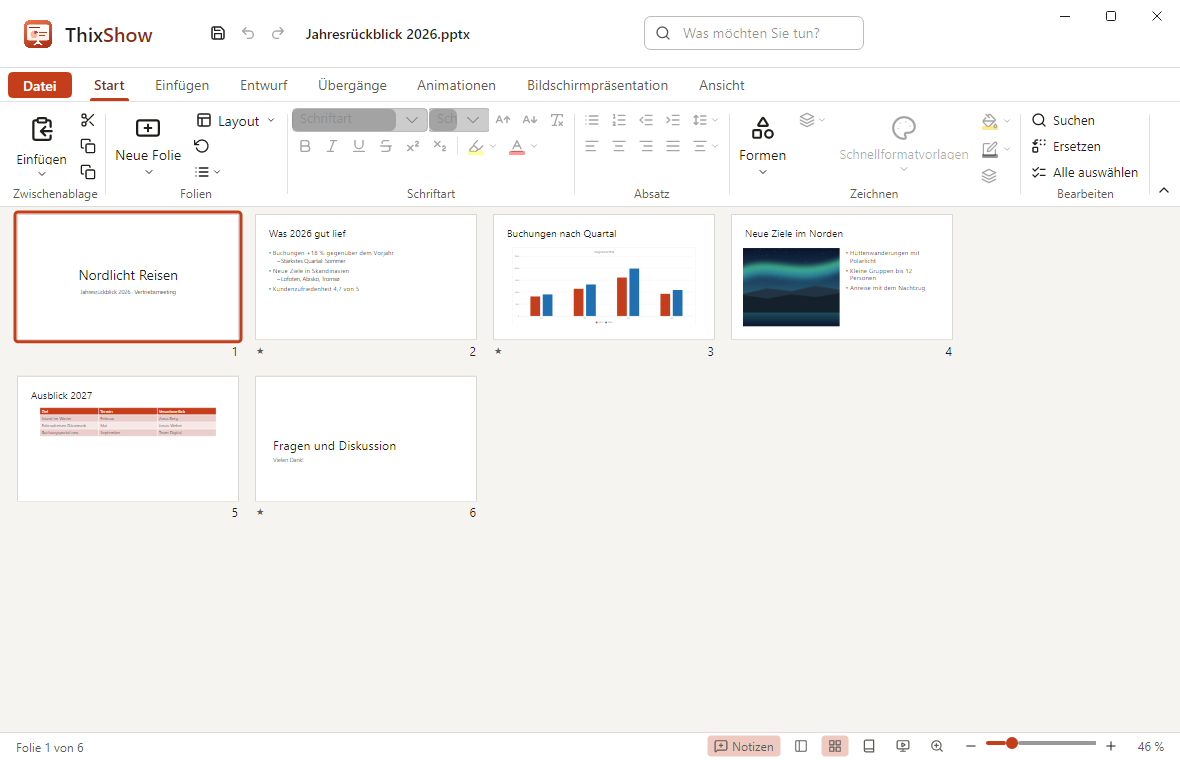 ThixShow
Jahresrückblick 2026.pptx
Was möchten Sie tun?
Datei
Start
Einfügen
Entwurf
Übergänge
Animationen
Bildschirmpräsentation
Ansicht
Einfügen
Zwischenablage
Neue Folie
Layout
Folien
Schriftart
Sch
Schriftart
Absatz
Formen
Schnellformatvorlagen
Zeichnen
Suchen
Ersetzen
Alle auswählen
Bearbeiten
Nordlicht Reisen
Jahresrückblick 2026 · Vertriebsmeeting
1
Was 2026 gut lief
• Buchungen +18 % gegenüber dem Vorjahr
– Stärkstes Quartal: Sommer
• Neue Ziele in Skandinavien
– Lofoten, Abisko, Tromsø
• Kundenzufriedenheit 4,7 von 5
2
Buchungen nach Quartal
3
Neue Ziele im Norden
• Hüttenwanderungen mit
Polarlicht
• Kleine Gruppen bis 12
Personen
• Anreise mit dem Nachtzug
4
Ausblick 2027
Ziel Termin Verantwortlich
5
Fragen und Diskussion
Vielen Dank!
6
Folie 1 von 6
Notizen
46 %